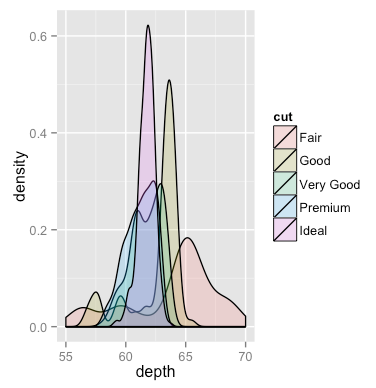 0.6
0.4
0.2
0.0
density
55
60
65
70
depth
cut
Fair
Good
Very Good
Premium
Ideal